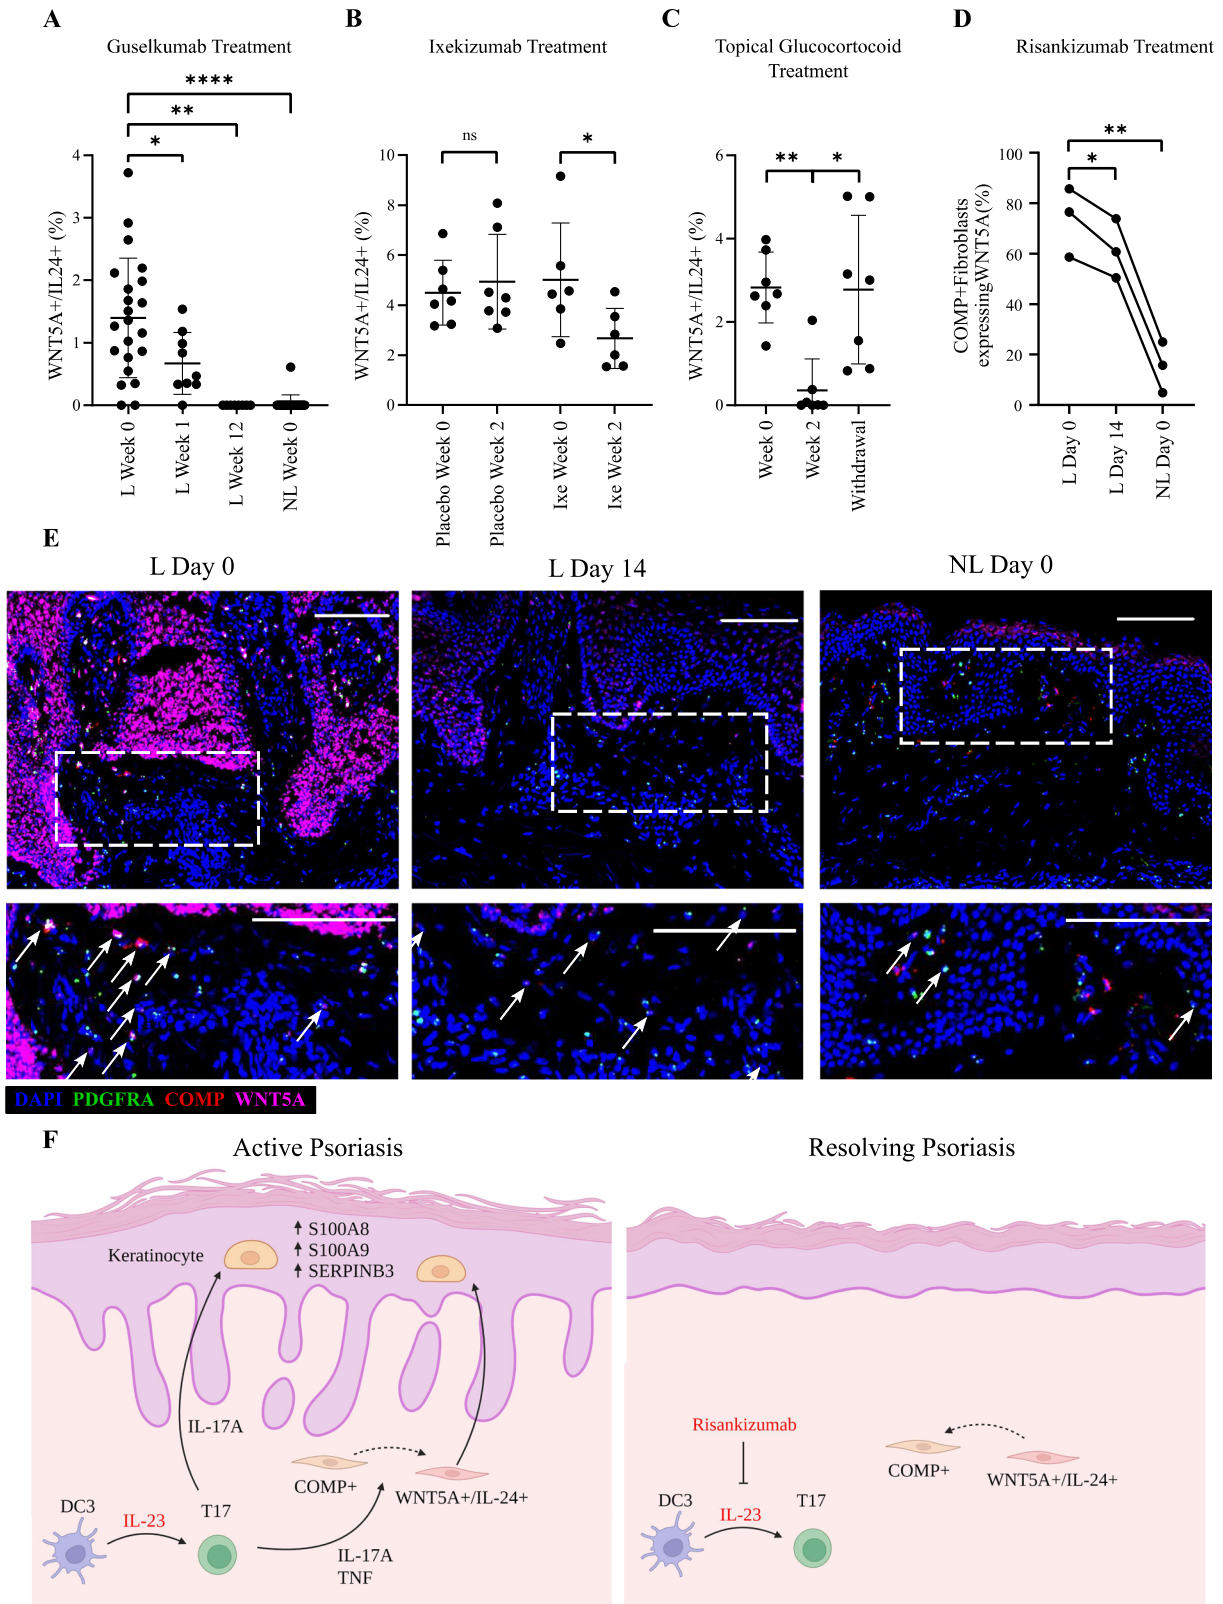 A
Guselkumab Treatment
****
**
*
WNT5A+/IL24+ (%)
4
3
2
1
0
L Week 0
L Week 1
L Week 12
NL Week 0
B
Ixekizumab Treatment
ns
*
WNT5A+/IL24+ (%)
10
8
6
4
2
0
Placebo Week 0
Placebo Week 2
Ixe Week 0
Ixe Week 2
C
Topical Glucocortocoid
Treatment
**
*
WNT5A+/IL24+ (%)
6
4
2
0
Week 0
Week 2
Withdrawal
D
Risankizumab Treatment
**
*
COMP+Fibroblasts
expressingWNT5A(%)
100
80
60
40
20
0
L Day 0
L Day 14
NL Day 0
E
L Day 0
L Day 14
NL Day 0
DAPI PDGFRA COMP WNT5A
F
Active Psoriasis
Keratinocyte
S100A8
S100A9
SERPINB3
IL-17A
COMP+
WNT5A+/IL-24+
DC3
IL-23
T17
IL-17A
TNF
Resolving Psoriasis
Risankizumab
COMP+
WNT5A+/IL-24+
DC3
IL-23
T17